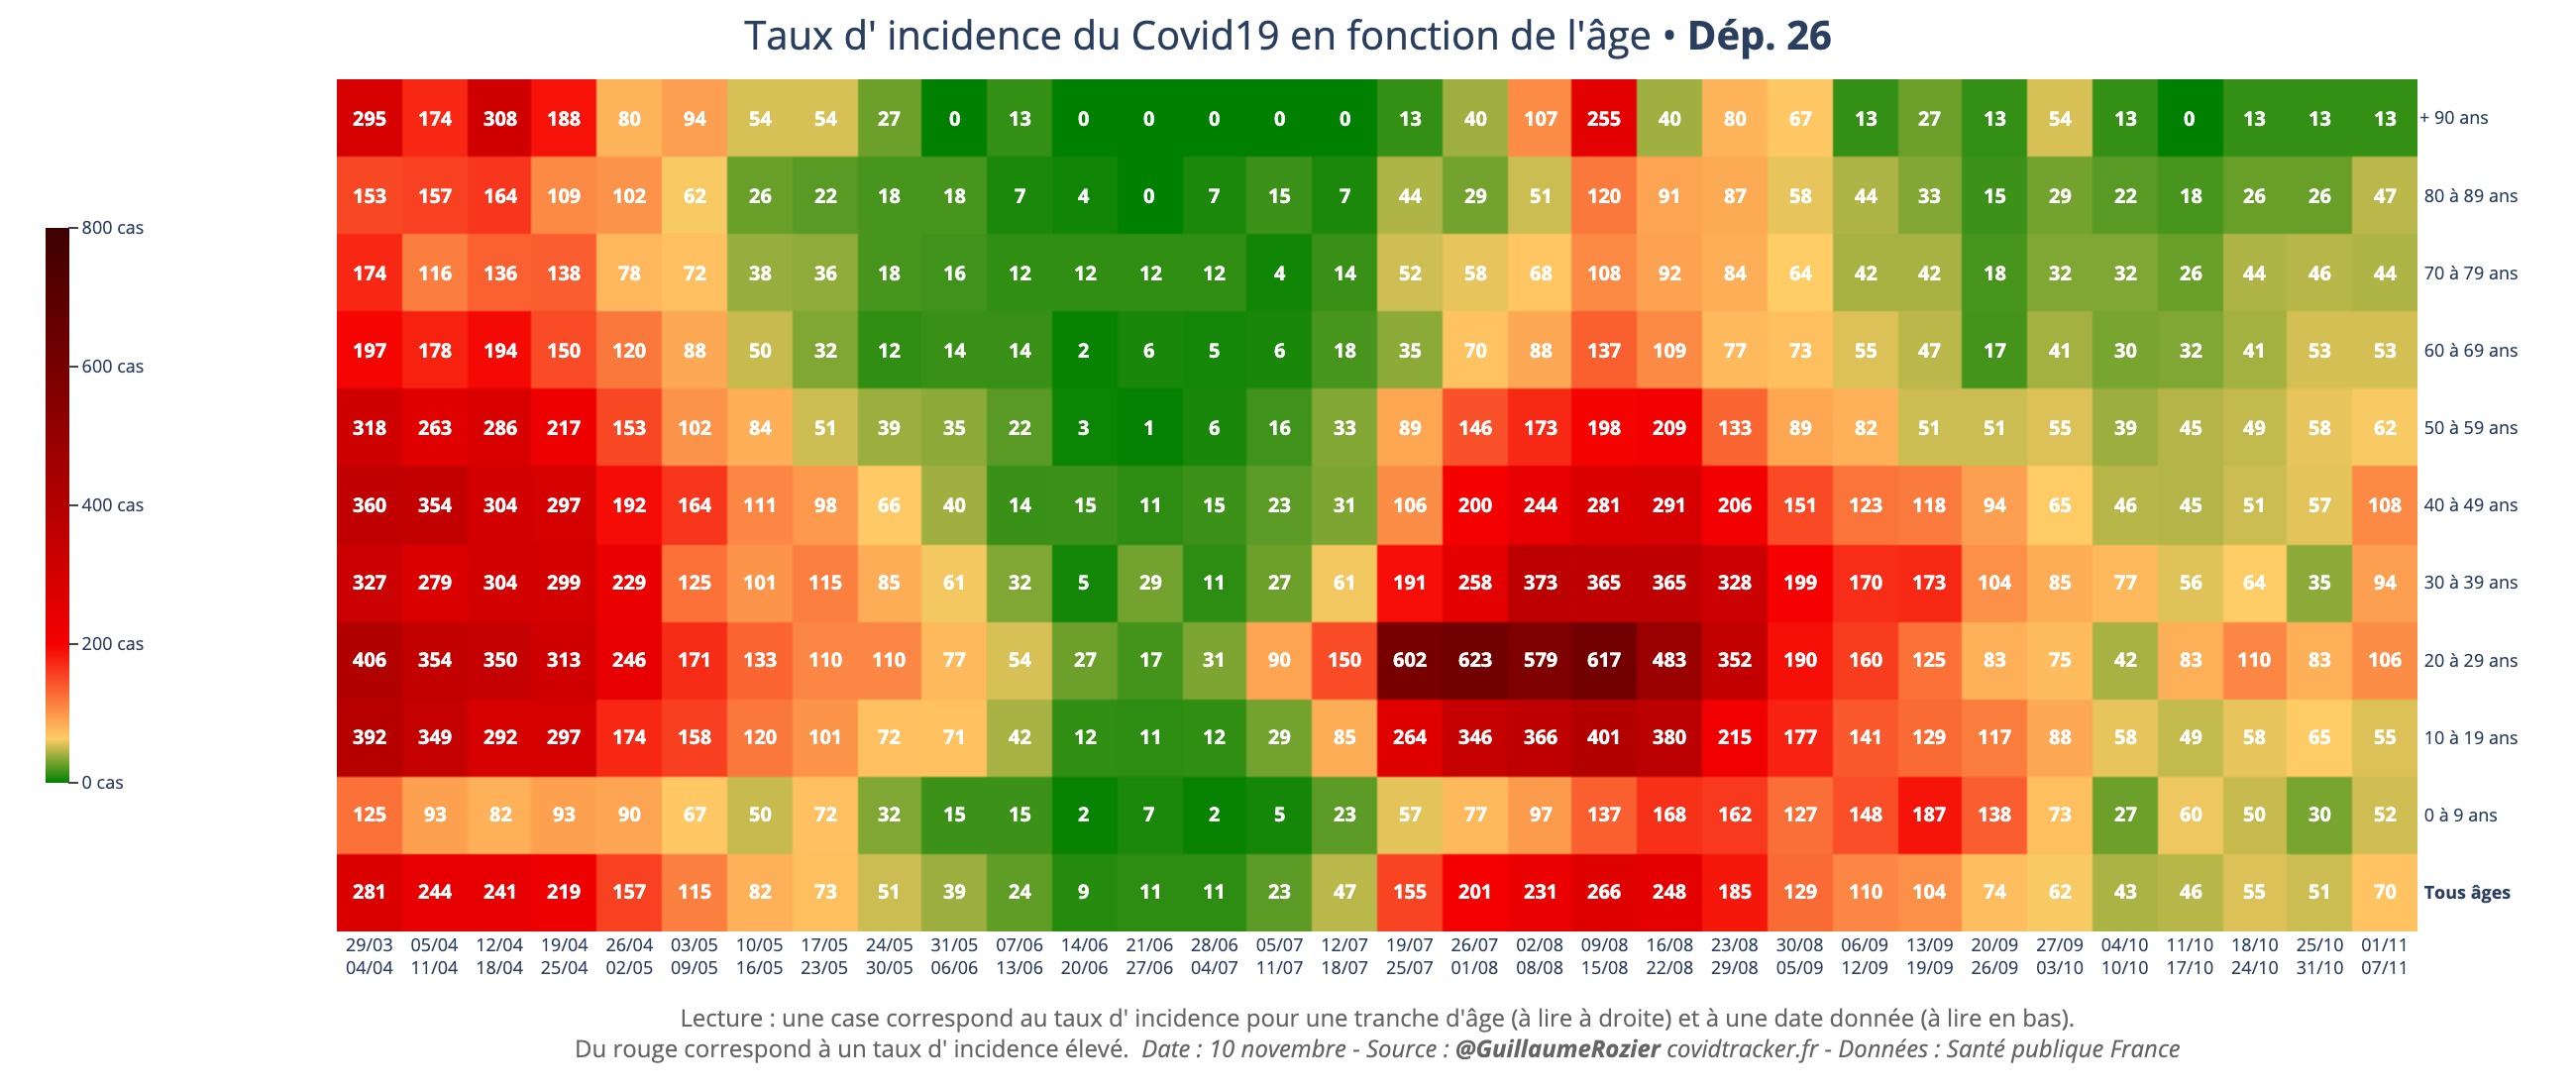 Taux d' incidence du Covid19 en fonction de l'âge • Dép. 26
800 cas
600 cas
400 cas
200 cas
0 cas
295 174 308 188 80 94 54 54 27 0 13 0 0 0 0 0 13 40 107 255 40 80 67 13 27 13 54 13 0 13 13 13 + 90 ans
153 157 164 109 102 62 26 22 18 18 7 4 0 7 15 7 44 29 51 120 91 87 58 44 33 15 29 22 18 26 26 47 80 à 89 ans
174 116 136 138 78 72 38 36 18 16 12 12 12 12 4 14 52 58 68 108 92 84 64 42 42 18 32 32 26 44 46 44 70 à 79 ans
197 178 194 150 120 88 50 32 12 14 14 2 6 5 6 18 35 70 88 137 109 77 73 55 47 17 41 30 32 41 53 53 60 à 69 ans
318 263 286 217 153 102 84 51 39 35 22 3 1 6 16 33 89 146 173 198 209 133 89 82 51 51 55 39 45 49 58 62 50 à 59 ans
360 354 304 297 192 164 111 98 66 40 14 15 11 15 23 31 106 200 244 281 291 206 151 123 118 94 65 46 45 51 57 108 40 à 49 ans
327 279 304 299 229 125 101 115 85 61 32 5 29 11 27 61 191 258 373 365 365 328 199 170 173 104 85 77 56 64 35 94 30 à 39 ans
406 354 350 313 246 171 133 110 110 77 54 27 17 31 90 150 602 623 579 617 483 352 190 160 125 83 75 42 83 110 83 106 20 à 29 ans
392 349 292 297 174 158 120 101 72 71 42 12 11 12 29 85 264 346 366 401 380 215 177 141 129 117 88 58 49 58 65 55 10 à 19 ans
125 93 82 93 90 67 50 72 32 15 15 2 7 2 5 23 57 77 97 137 168 162 127 148 187 138 73 27 60 50 30 52 0 à 9 ans
281 244 241 219 157 115 82 73 51 39 24 9 11 11 23 47 155 201 231 266 248 185 129 110 104 74 62 43 46 55 51 70 Tous âges
29/03 05/04 12/04 19/04 26/04 03/05 10/05 17/05 24/05 31/05 07/06 14/06 21/06 28/06 05/07 12/07 19/07 26/07 02/08 09/08 16/08 23/08 30/08 06/09 13/09 20/09 27/09 04/10 11/10 18/10 25/10 01/11
04/04 11/04 18/04 25/04 02/05 09/05 16/05 23/05 30/05 06/06 13/06 20/06 27/06 04/07 11/07 18/07 25/07 01/08 08/08 15/08 22/08 29/08 05/09 12/09 19/09 26/09 03/10 10/10 17/10 24/10 31/10 07/11
Lecture : une case correspond au taux d' incidence pour une tranche d'âge (à lire à droite) et à une date donnée (à lire en bas).
Du rouge correspond à un taux d' incidence élevé. Date : 10 novembre - Source : @GuillaumeRozier covidtracker.fr - Données : Santé publique France